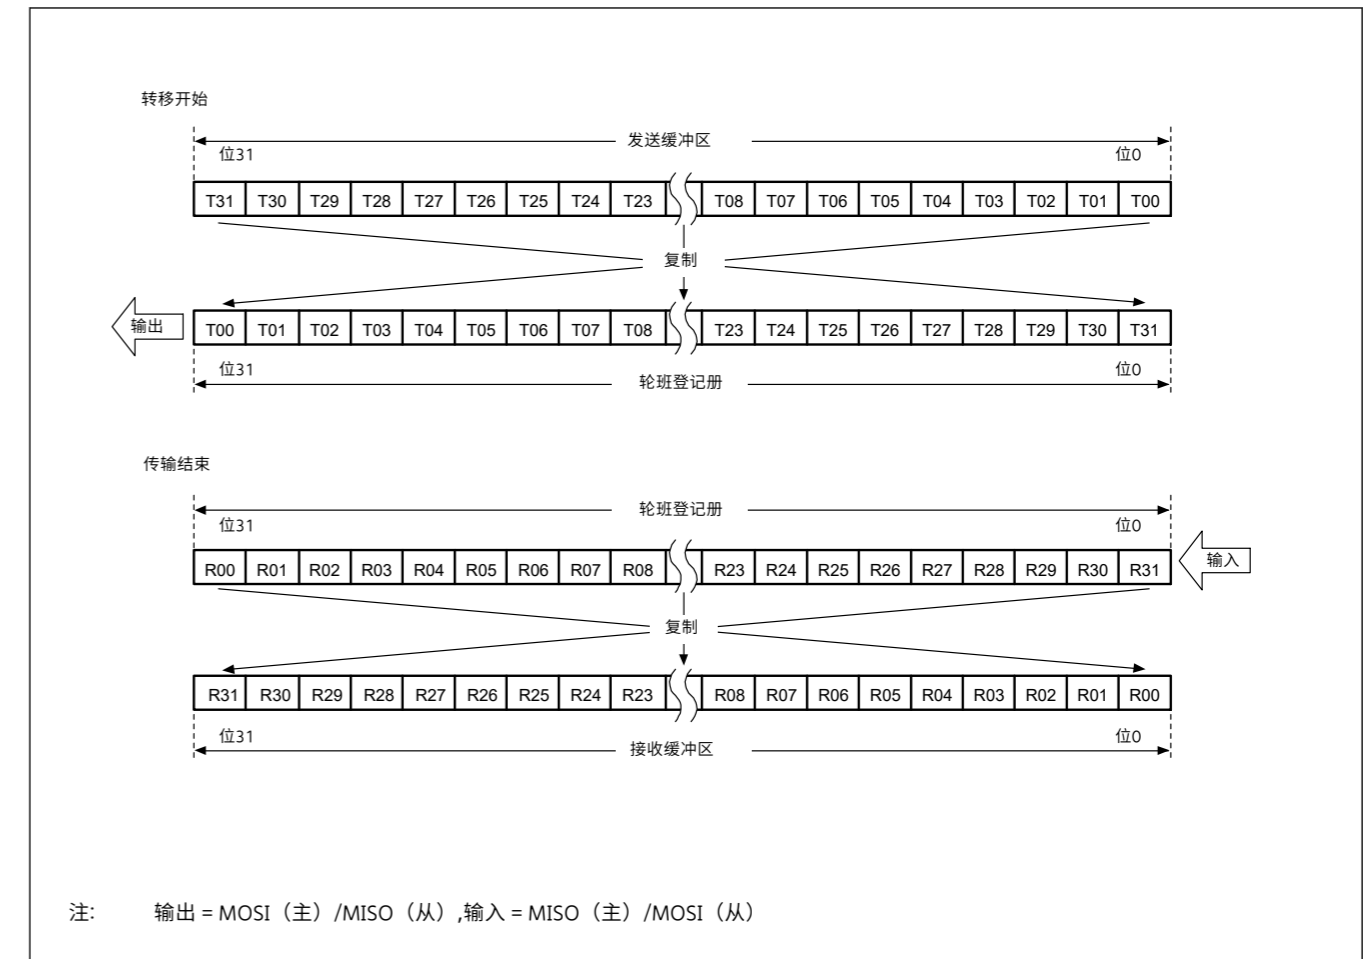 转移开始
发送缓冲区
位31 位0
T31 T30 T29 T28 T27 T26 T25 T24 T23 T08 T07 T06 T05 T04 T03 T02 T01 T00
复制
输出 T00 T01 T02 T03 T04 T05 T06 T07 T08 T23 T24 T25 T26 T27 T28 T29 T30 T31
位31 位0
轮班登记册
传输结束
轮班登记册
位31 位0
R00 R01 R02 R03 R04 R05 R06 R07 R08 R23 R24 R25 R26 R27 R28 R29 R30 R31 输入
复制
R31 R30 R29 R28 R27 R26 R25 R24 R23 R08 R07 R06 R05 R04 R03 R02 R01 R00
位31 位0
接收缓冲区
注: 输出 = MOSI（主）/MISO（从）,输入 = MISO（主）/MOSI（从）